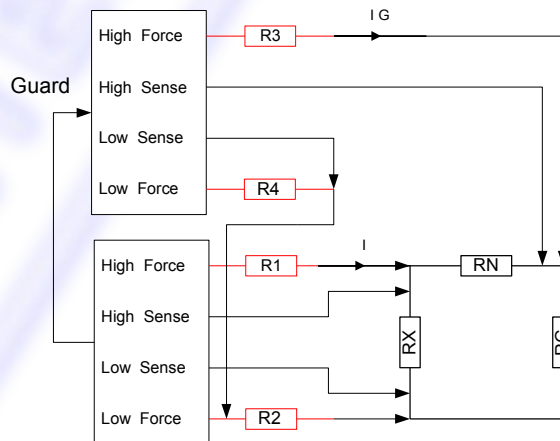 I G
High Force
R3
Guard
High Sense
Low Sense
Low Force
R4
High Force
R1
I
RN
High Sense
RX
Low Sense
Low Force
R2